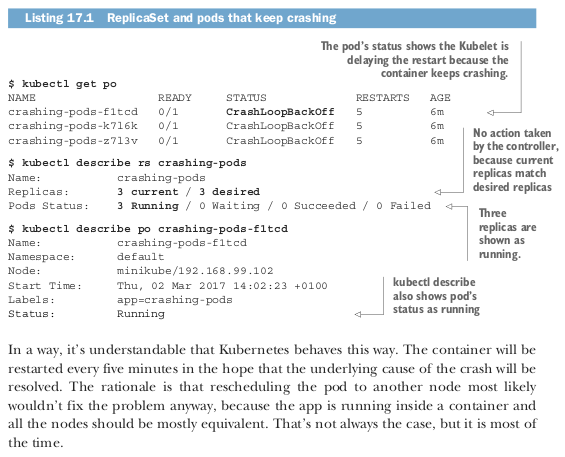 Listing 17.1 ReplicaSet and pods that keep crashing
The pod's status shows the Kubelet is
delaying the restart because the
container keeps crashing.
$ kubectl get po
NAME READY STATUS RESTARTS AGE
crashing-pods-f1tcd 0/1 CrashLoopBackOff 5 6m
crashing-pods-k7l6k 0/1 CrashLoopBackOff 5 6m
crashing-pods-z7l3v 0/1 CrashLoopBackOff 5 6m
No action taken
by the controller,
because current
replicas match
desired replicas
$ kubectl describe rs crashing-pods
Name: crashing-pods
Replicas: 3 current / 3 desired
Pods Status: 3 Running / 0 Waiting / 0 Succeeded / 0 Failed
Three
replicas are
shown as
running.
$ kubectl describe po crashing-pods-f1tcd
Name: crashing-pods-f1tcd
Namespace: default
Node: minikube/192.168.99.102
Start Time: Thu, 02 Mar 2017 14:02:23 +0100
Labels: app=crashing-pods
Status: Running
kubectl describe
also shows pod's
status as running
In a way, it's understandable that Kubernetes behaves this way. The container will be
restarted every five minutes in the hope that the underlying cause of the crash will be
resolved. The rationale is that rescheduling the pod to another node most likely
wouldn't fix the problem anyway, because the app is running inside a container and
all the nodes should be mostly equivalent. That's not always the case, but it is most of
the time.